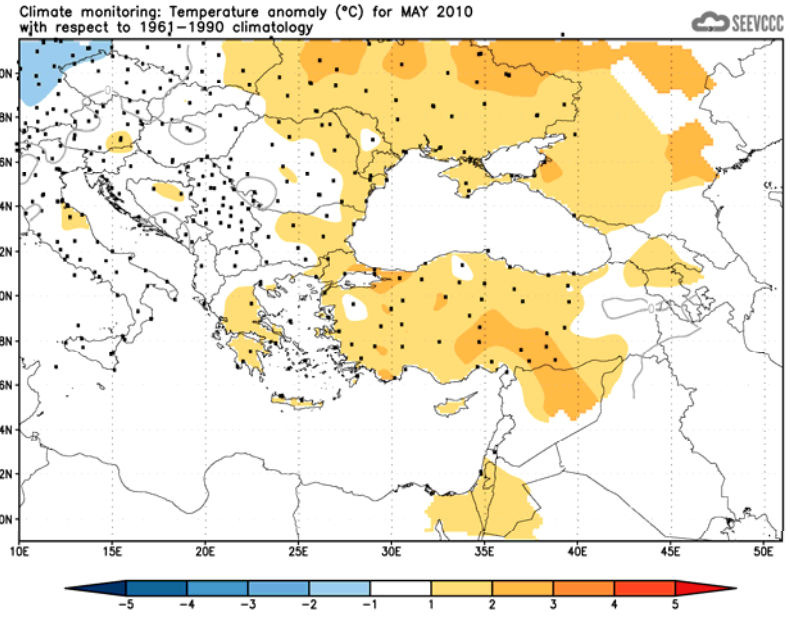 Climate monitoring: Temperature anomaly (°C) for MAY 2010
with respect to 1961-1990 climatology
SEEVCCC
0N
8N
6N
4N
2N
0N
8N
6N
4N
2N
0N
0
0
10E 15E 20E 25E 30E 35E 40E 45E 50E
-5 -4 -3 -2 -1 1 2 3 4 5